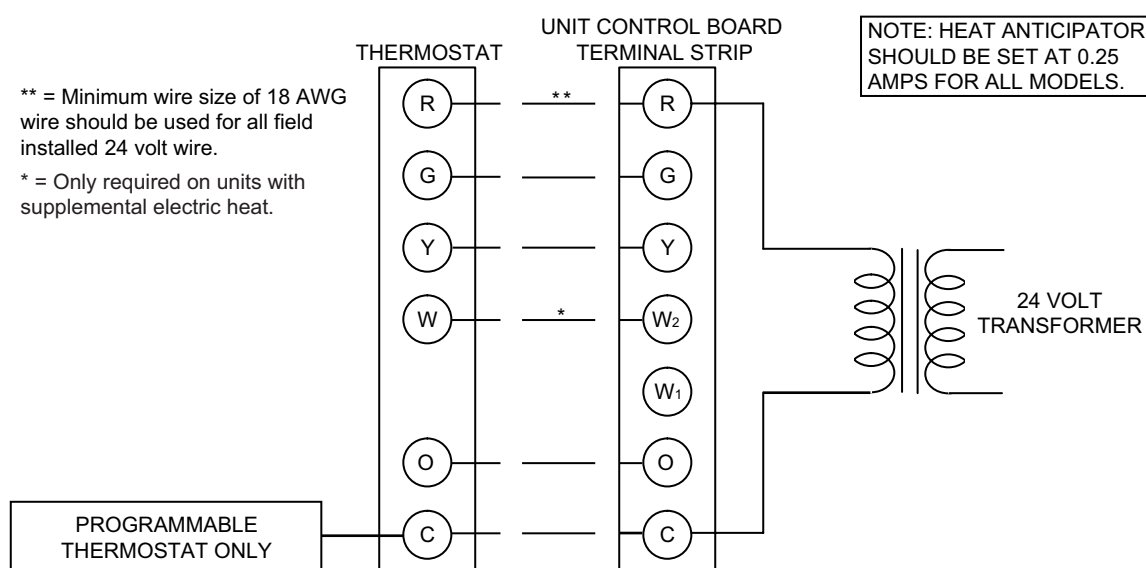 UNIT CONTROL BOARD
TERMINAL STRIP
THERMOSTAT
NOTE: HEAT ANTICIPATOR
SHOULD BE SET AT 0.25
AMPS FOR ALL MODELS.
** = Minimum wire size of 18 AWG
wire should be used for all field
installed 24 volt wire.
* = Only required on units with
supplemental electric heat.
R ** R
G G
Y Y
W * W2
W1
O O
C C
24 VOLT
TRANSFORMER
PROGRAMMABLE
THERMOSTAT ONLY